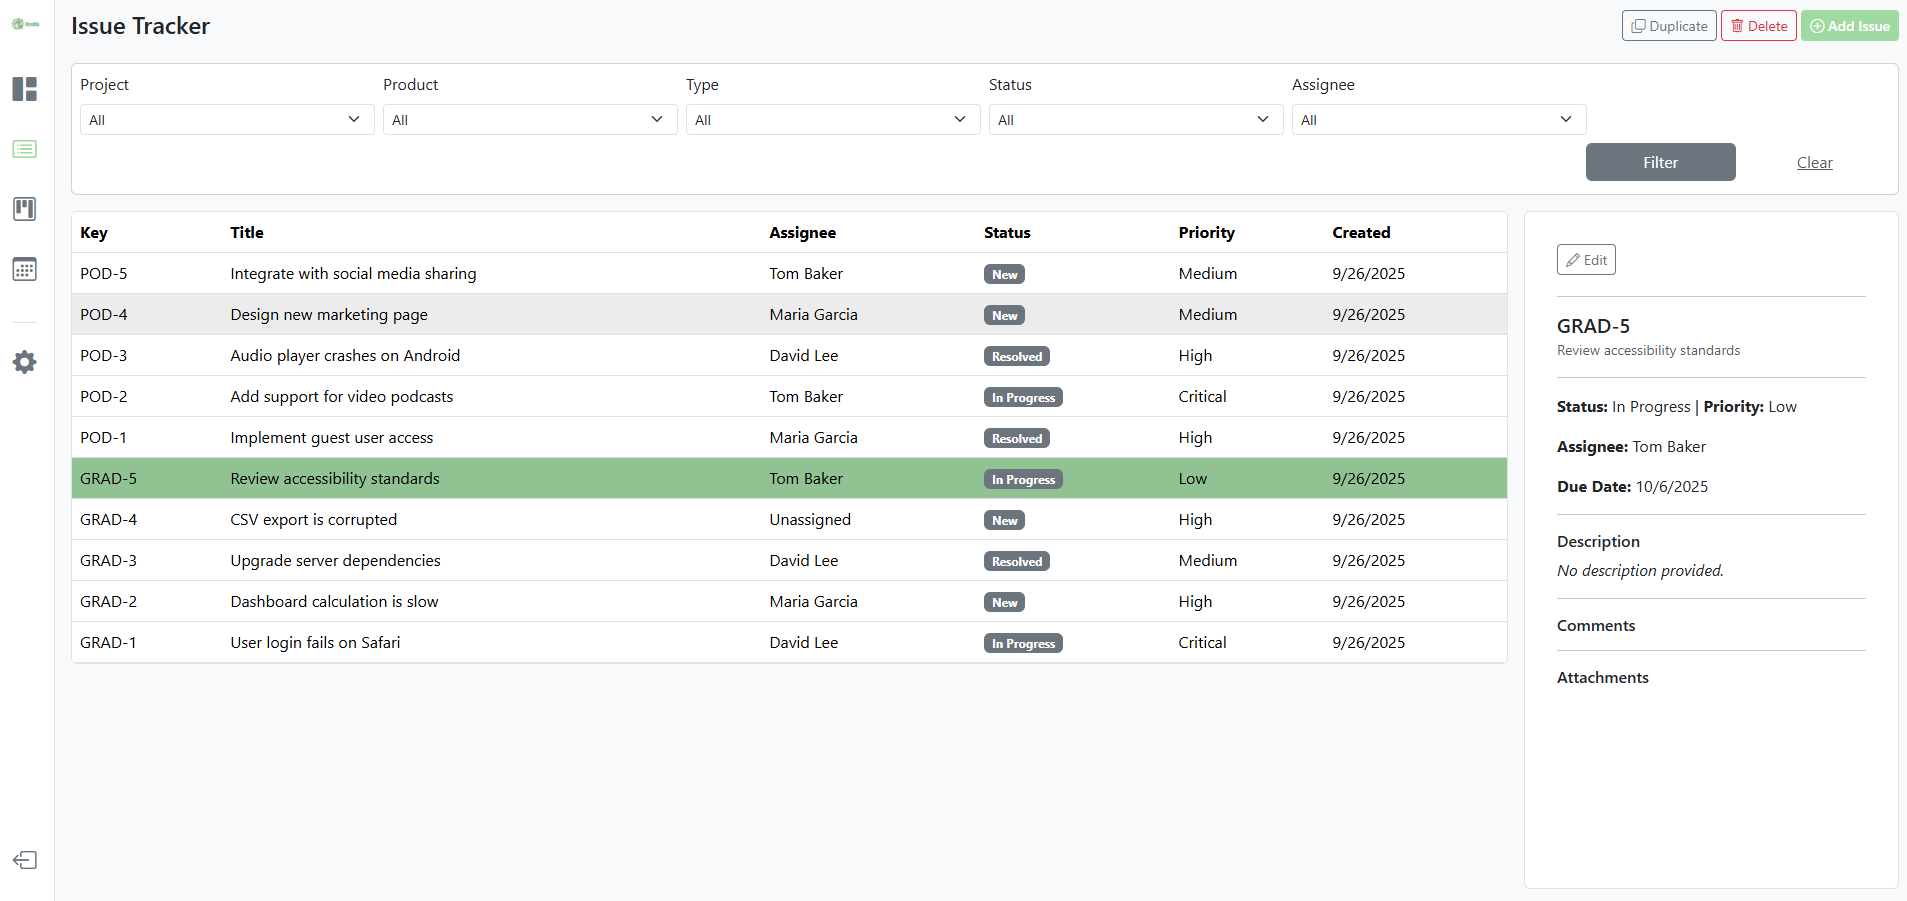 Issue Tracker
Duplicate Delete Add Issue
Project Product Type Status Assignee
All All All All All
Filter Clear
Key Title Assignee Status Priority Created
POD-5 Integrate with social media sharing Tom Baker New Medium 9/26/2025
POD-4 Design new marketing page Maria Garcia New Medium 9/26/2025
POD-3 Audio player crashes on Android David Lee Resolved High 9/26/2025
POD-2 Add support for video podcasts Tom Baker In Progress Critical 9/26/2025
POD-1 Implement guest user access Maria Garcia Resolved High 9/26/2025
GRAD-5 Review accessibility standards Tom Baker In Progress Low 9/26/2025
GRAD-4 CSV export is corrupted Unassigned New High 9/26/2025
GRAD-3 Upgrade server dependencies David Lee Resolved Medium 9/26/2025
GRAD-2 Dashboard calculation is slow Maria Garcia New High 9/26/2025
GRAD-1 User login fails on Safari David Lee In Progress Critical 9/26/2025
Edit
GRAD-5
Review accessibility standards
Status: In Progress | Priority: Low
Assignee: Tom Baker
Due Date: 10/6/2025
Description
No description provided.
Comments
Attachments